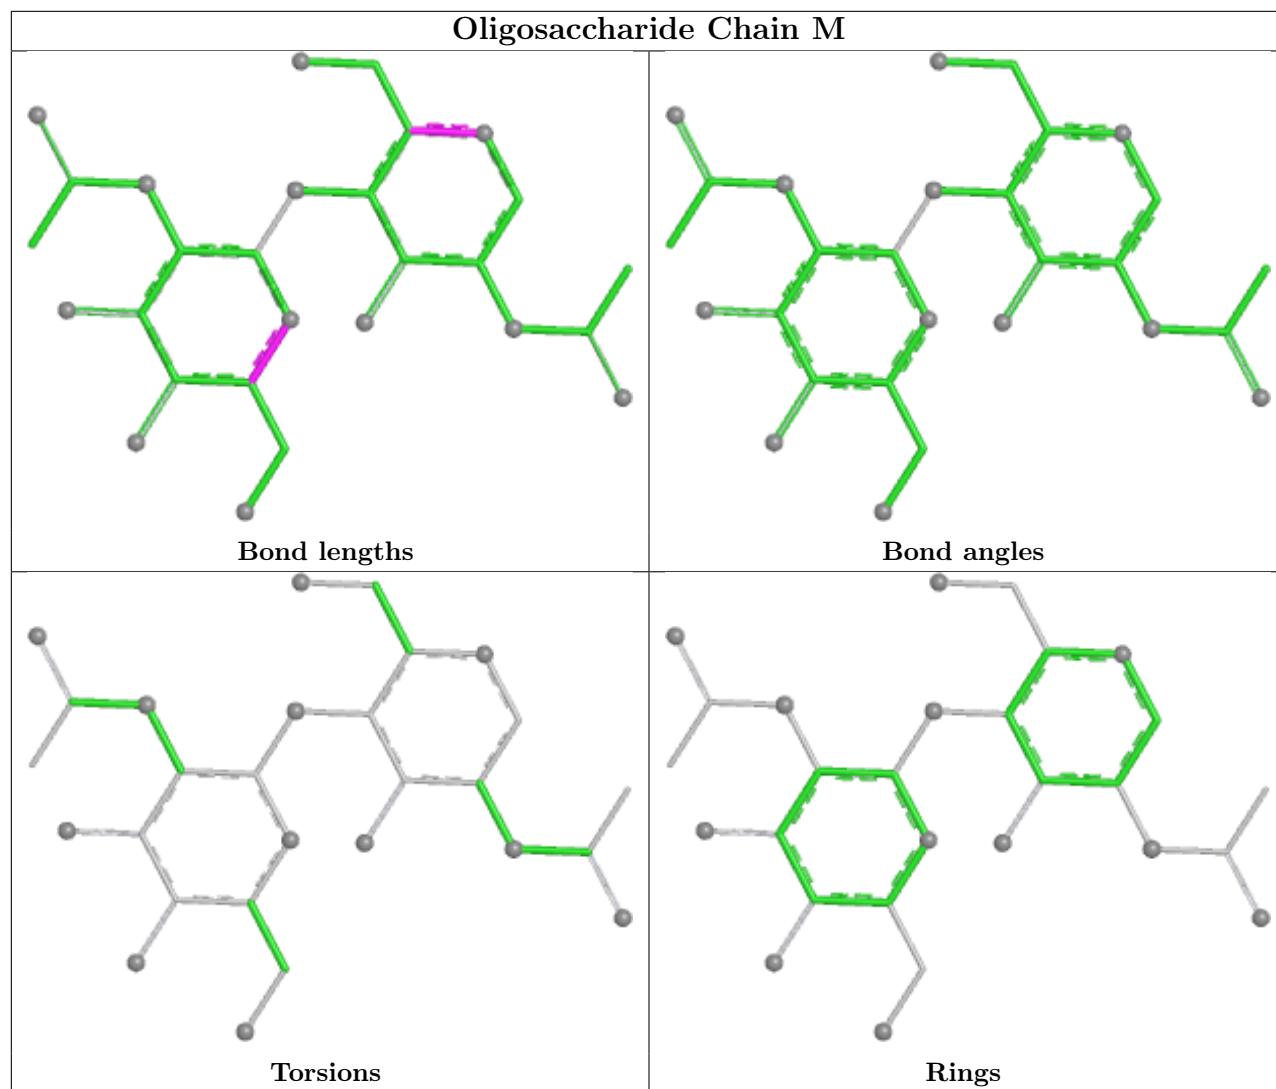 Oligosaccharide Chain M
Bond lengths
Bond angles
Torsions
Rings